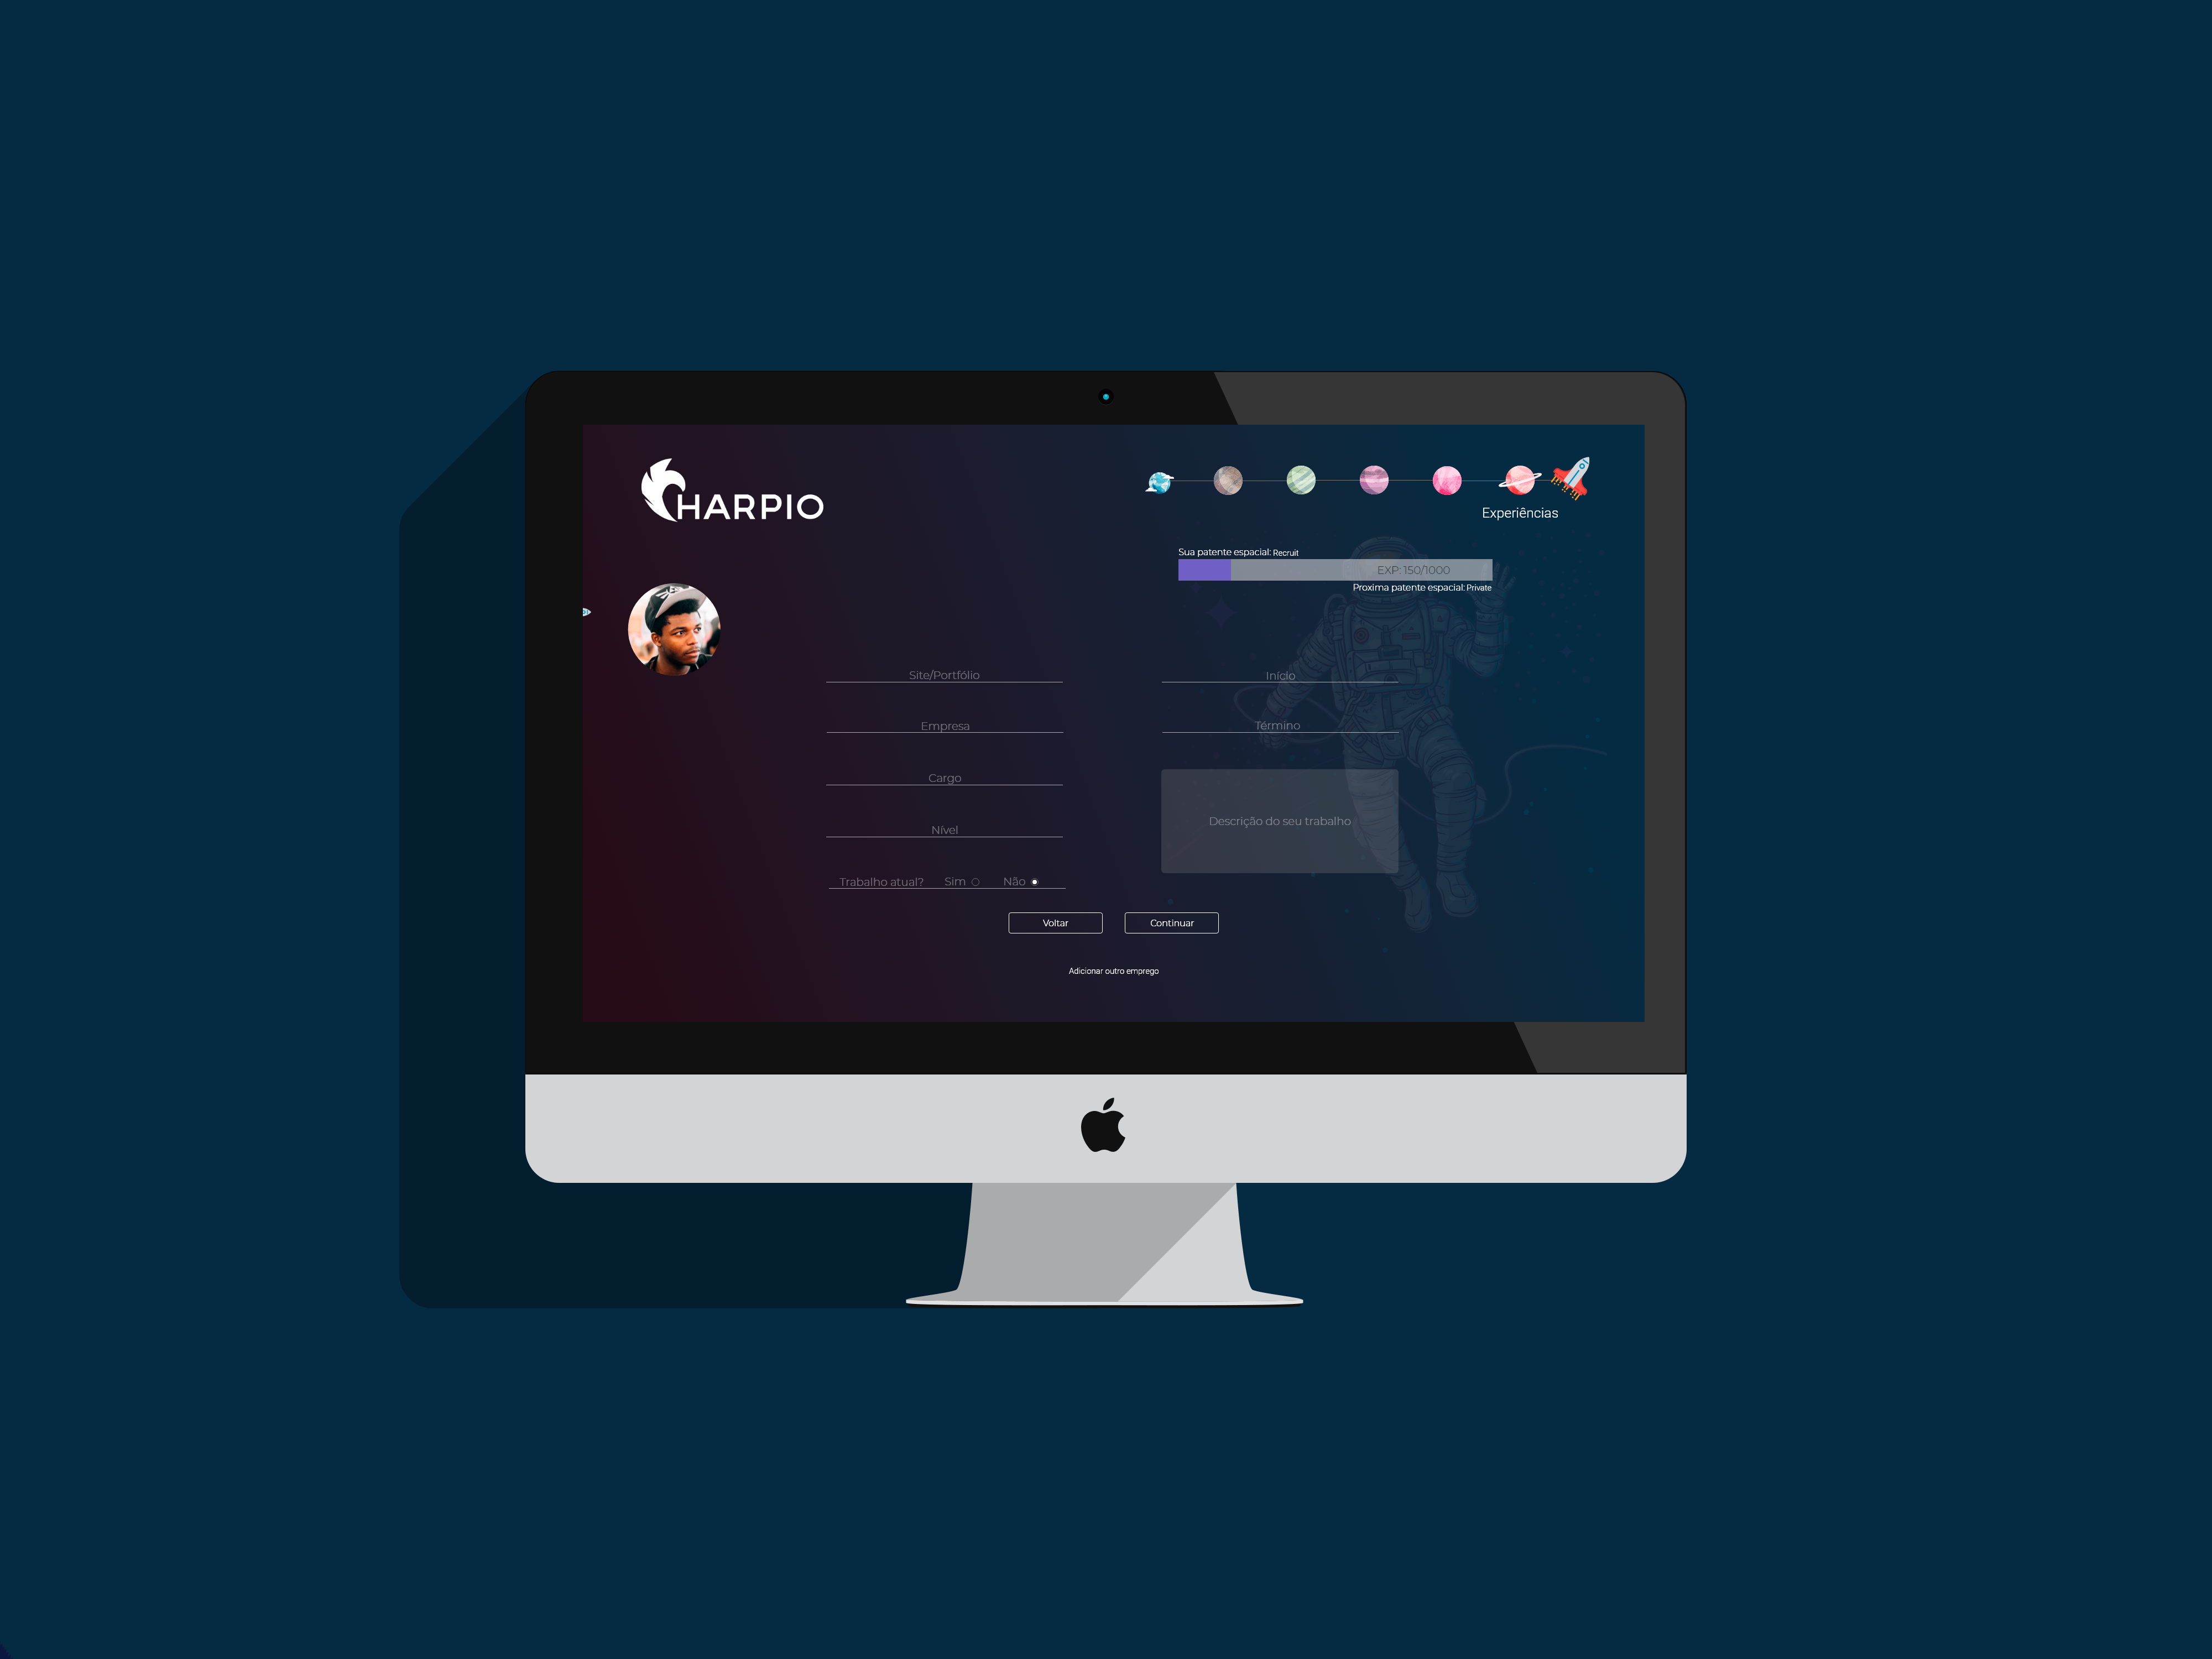 HARPIO
Experiências
Sua patente espacial: Recruit
EXP: 150/1000
Proxima patente espacial: Private
Site/Portfólio
Início
Empresa
Término
Cargo
Descrição do seu trabalho
Nível
Trabalho atual? Sim Não
Voltar Continuar
Adicionar outro emprego